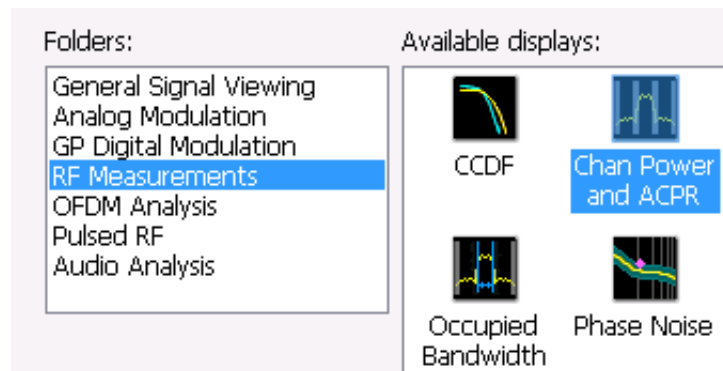 Folders:
General Signal Viewing
Analog Modulation
GP Digital Modulation
RF Measurements
OFDM Analysis
Pulsed RF
Audio Analysis
Available displays:
CCDF
Chan Power
and ACPR
Occupied
Bandwidth
Phase Noise